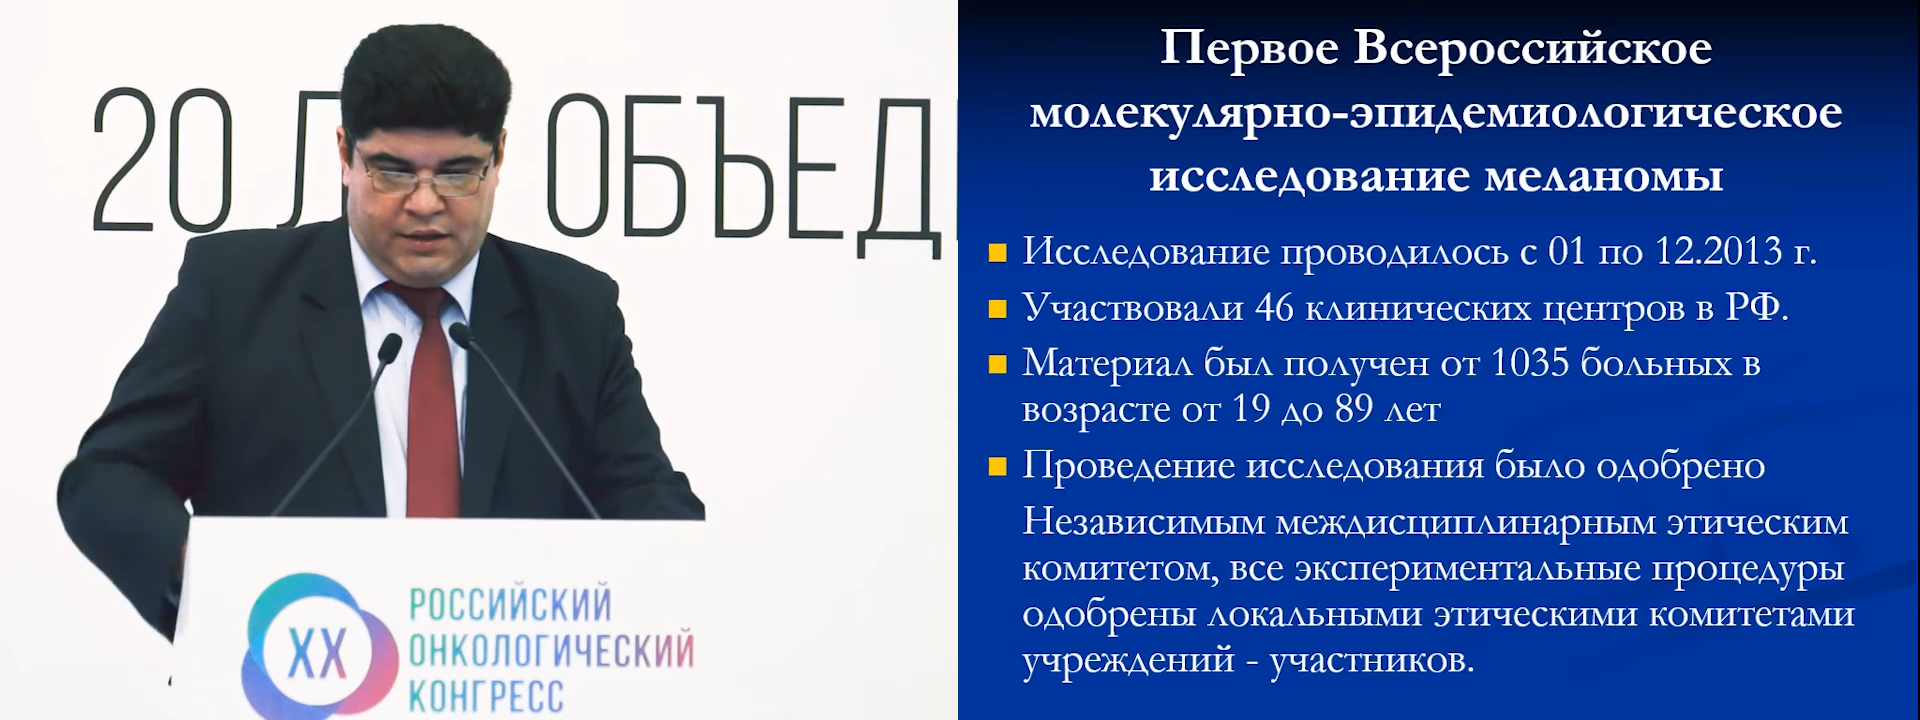 20 Л
ОБЪЕД
XX
РОССИЙСКИЙ
ОНКОЛОГИЧЕСКИЙ
КОНГРЕСС
Первое Всероссийское
молекулярно-эпидемиологическое
исследование меланомы
Исследование проводилось с 01 по 12.2013 г.
Участвовали 46 клинических центров в РФ.
Материал был получен от 1035 больных в
возрасте от 19 до 89 лет
Проведение исследования было одобрено
Независимым междисциплинарным этическим
комитетом, все экспериментальные процедуры
одобрены локальными этическими комитетами
учреждений - участников.